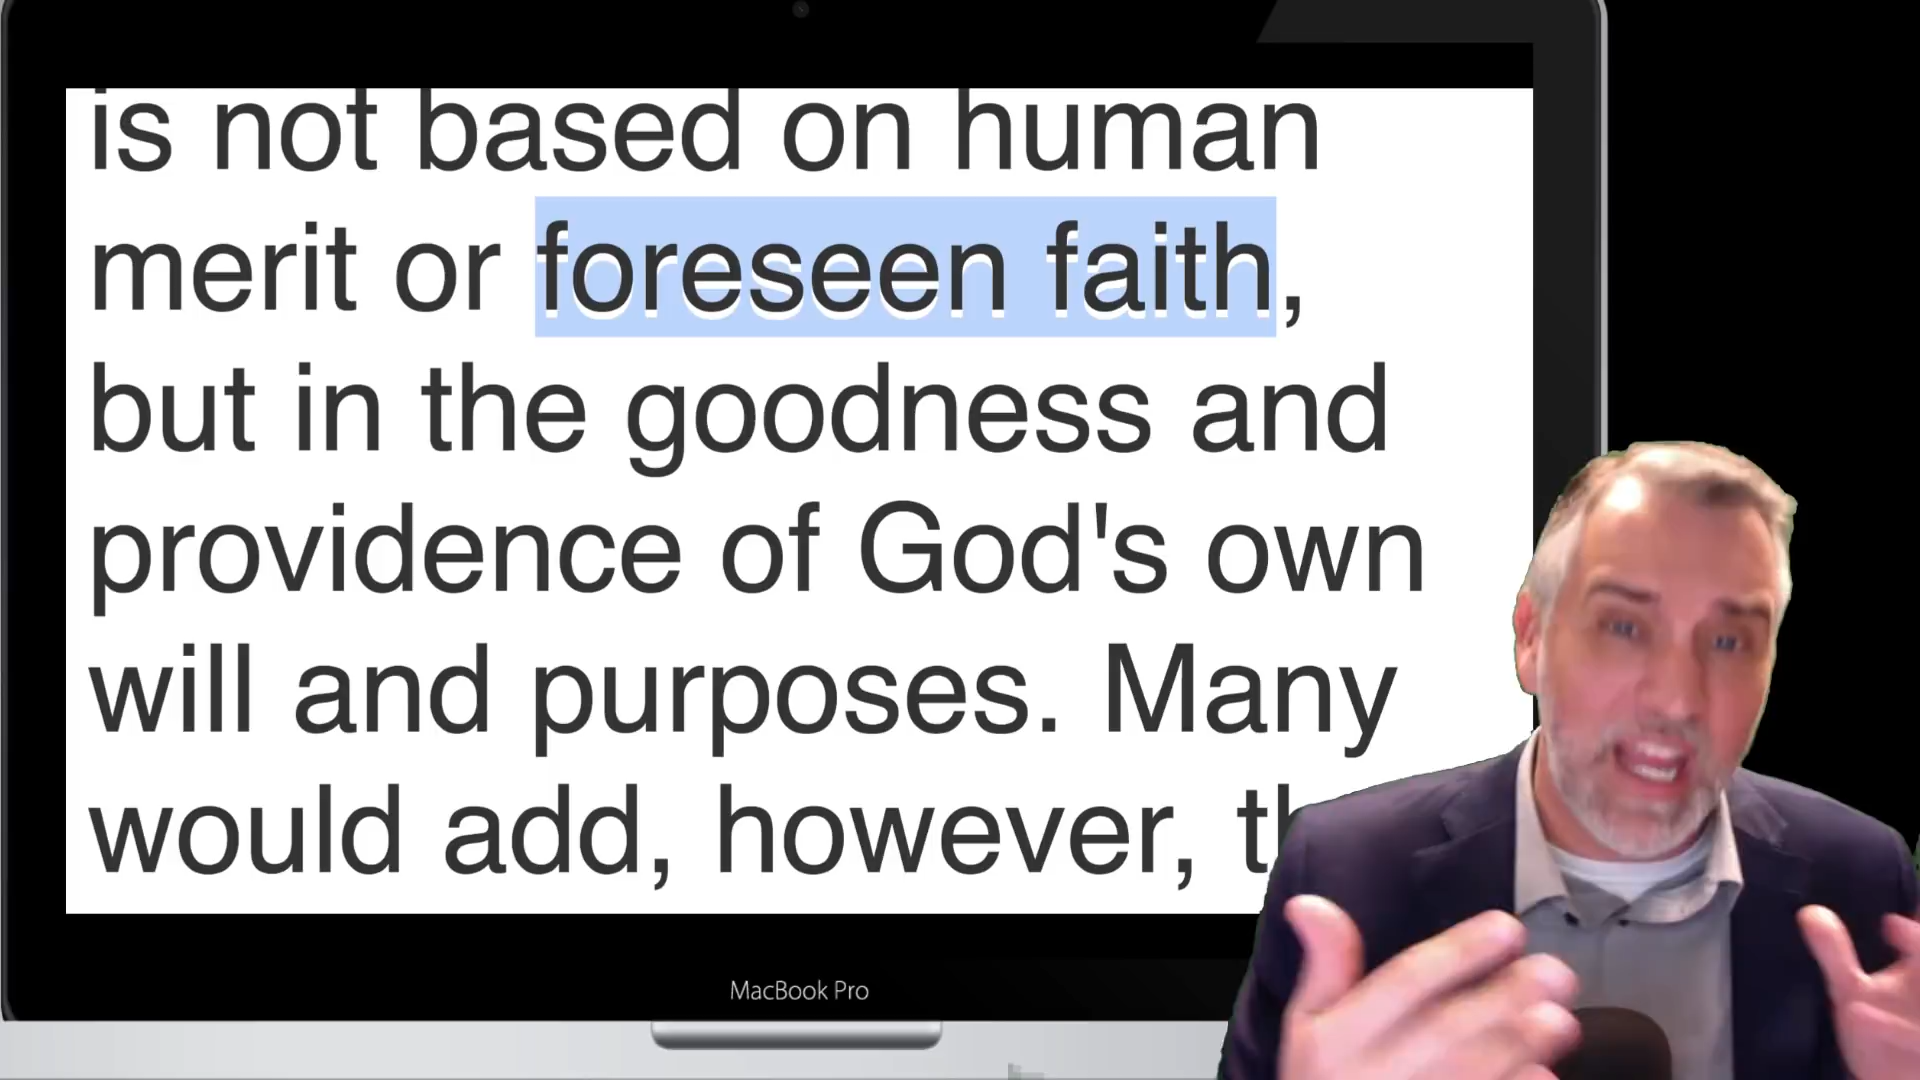 is not based on human
merit or foreseen faith,
but in the goodness and
providence of God's own
will and purposes. Many
would add, however,
MacBook Pro